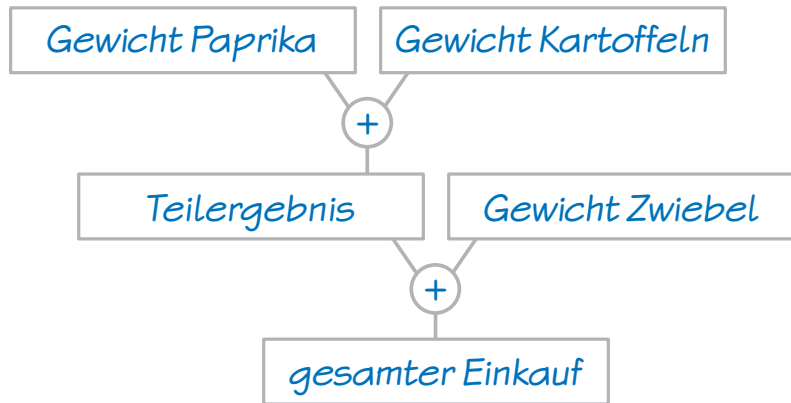 Gewicht Paprika
Gewicht Kartoffeln
+
Teilergebnis
Gewicht Zwiebel
+
gesamter Einkauf